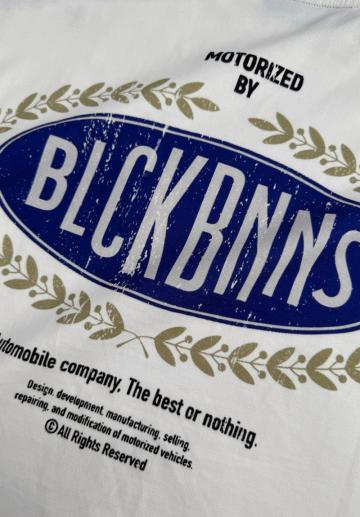 MOTORIZED
BY
BLCKBNNS
Automobile company. The best or nothing.
Design, development, manufacturing, selling,
repairing, and modification of motorized vehicles.
©All Rights Reserved